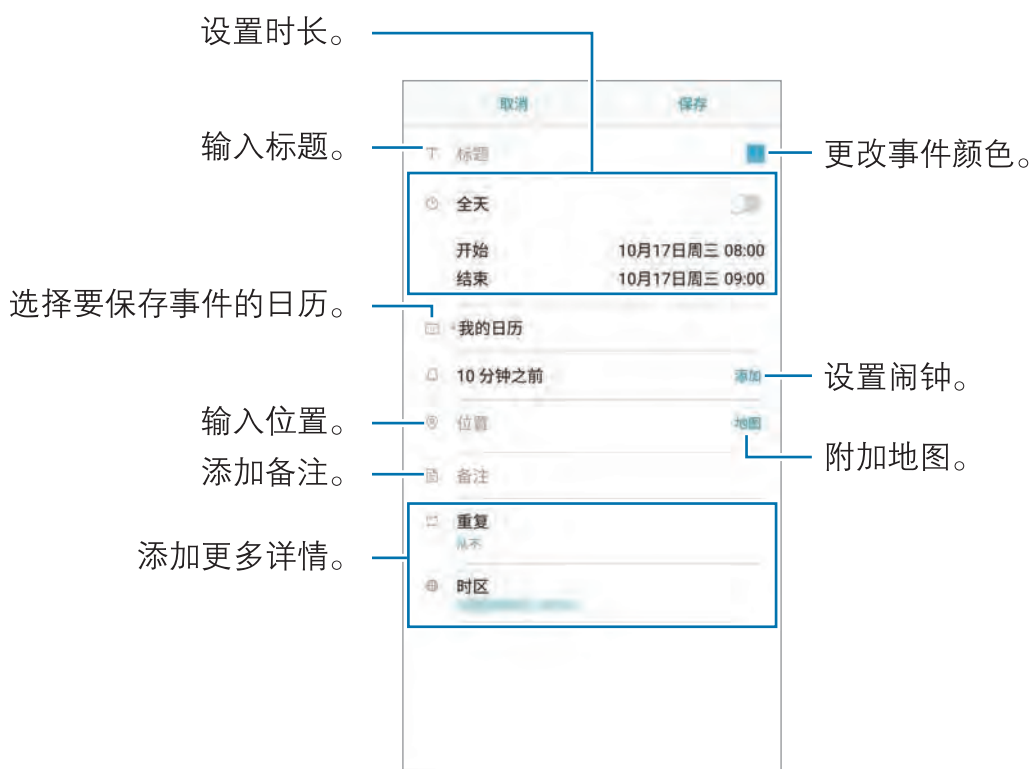 设置时长。
取消 保存
输入标题。 标题 更改事件颜色。
全天
开始 10月17日周三 08:00
结束 10月17日周三 09:00
选择要保存事件的日历。 我的日历
10 分钟之前 添加 设置闹钟。
输入位置。 位置 地图
附加地图。
添加备注。 备注
重复
从不
添加更多详情。
时区